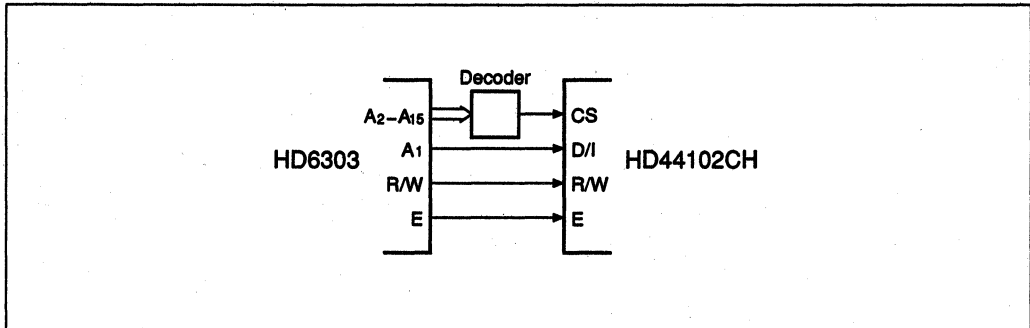 Decoder
A2–A15
CS
A1
D/I
HD6303
HD44102CH
R/W
R/W
E
E